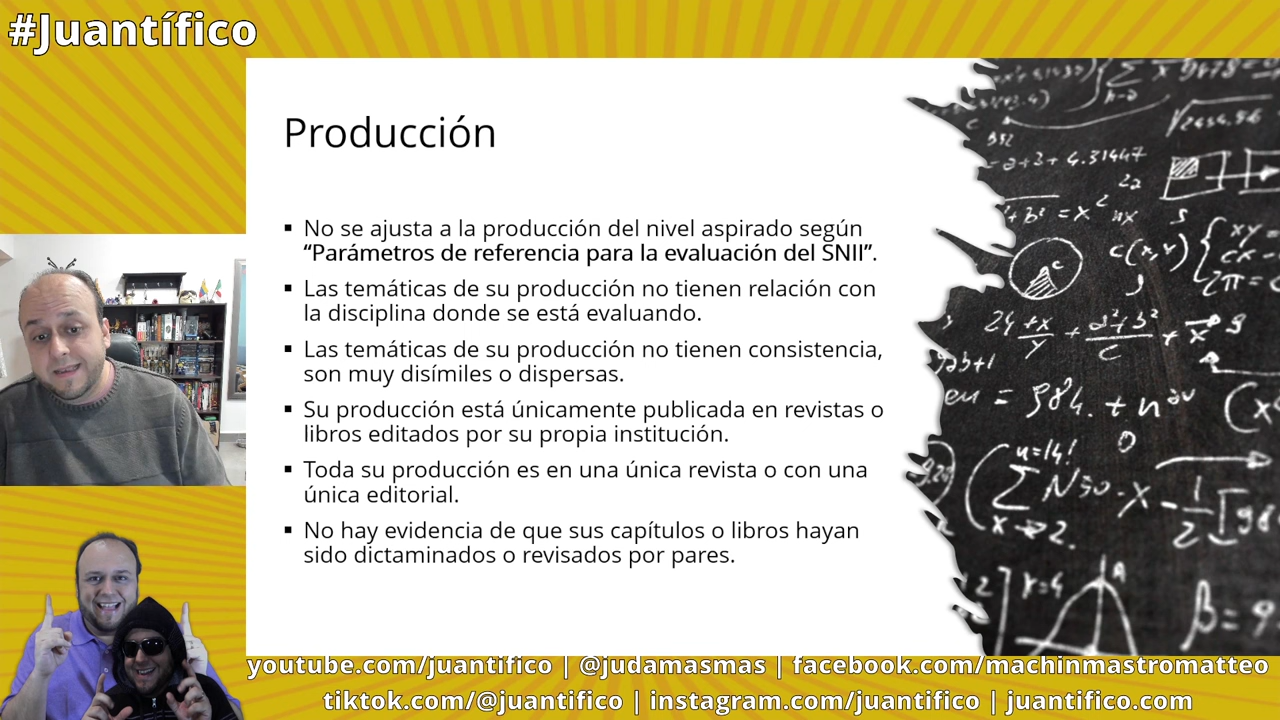 #Juantífico
Producción
▪ No se ajusta a la producción del nivel aspirado según
“Parámetros de referencia para la evaluación del SNII”.
▪ Las temáticas de su producción no tienen relación con
la disciplina donde se está evaluando.
▪ Las temáticas de su producción no tienen consistencia,
son muy disímiles o dispersas.
▪ Su producción está únicamente publicada en revistas o
libros editados por su propia institución.
▪ Toda su producción es en una única revista o con una
única editorial.
▪ No hay evidencia de que sus capítulos o libros hayan
sido dictaminados o revisados por pares.
youtube.com/juantifico | @judamasmas | facebook.com/machinmastromatteo
tiktok.com/@juantifico | instagram.com/juantifico | juantifico.com